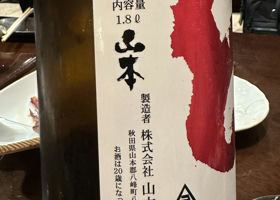 内容量
1.8ℓ
山本
製造者 株式会社 山本
秋田県山本郡八峰町八
お酒は20歳にな